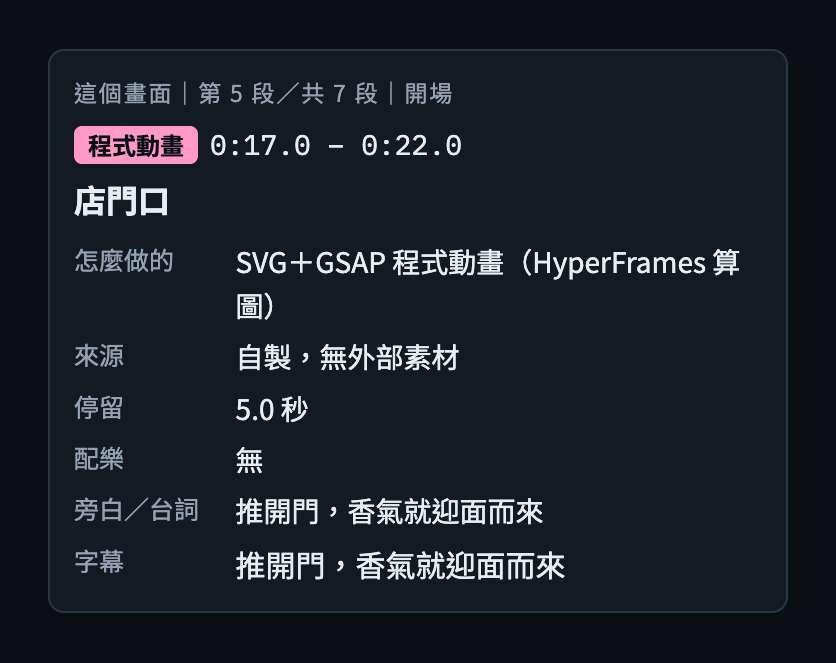 這個畫面｜第 5 段／共 7 段｜開場
程式動畫 0:17.0 – 0:22.0
店門口
怎麼做的 SVG＋GSAP 程式動畫（HyperFrames 算
圖）
來源 自製，無外部素材
停留 5.0 秒
配樂 無
旁白／台詞 推開門，香氣就迎面而來
字幕 推開門，香氣就迎面而來